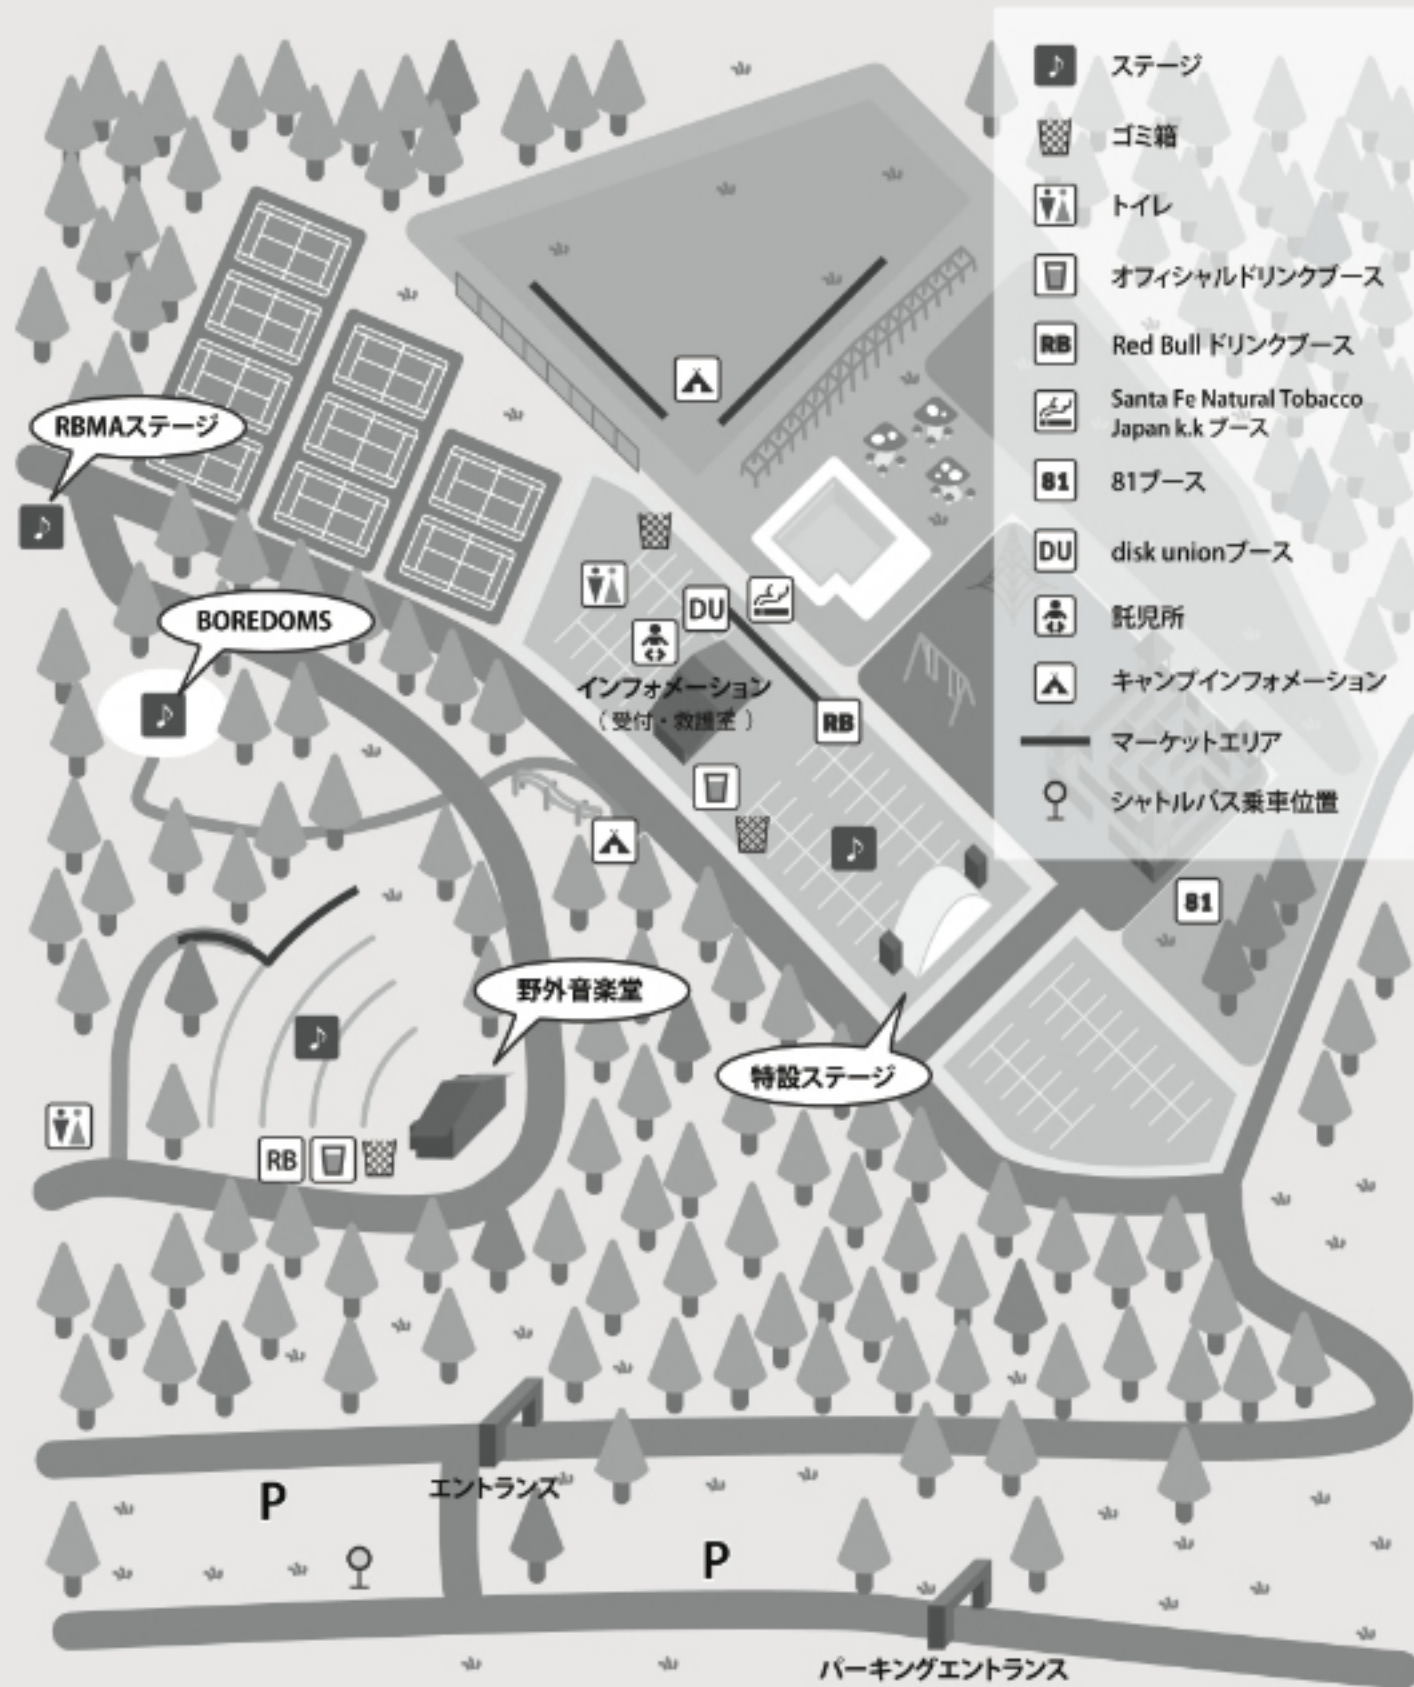 ステージ
ゴミ箱
トイレ
オフィシャルドリンクブース
RB Red Bull ドリンクブース
Santa Fe Natural Tobacco
Japan k.k ブース
81 81ブース
DU disk unionブース
託児所
キャンプインフォメーション
マーケットエリア
シャトルバス乗車位置
RBMAステージ
BOREDOMS
DU
インフォメーション
（受付・救護室）
RB
81
野外音楽堂
特設ステージ
RB
エントランス
P
P
パーキングエントランス